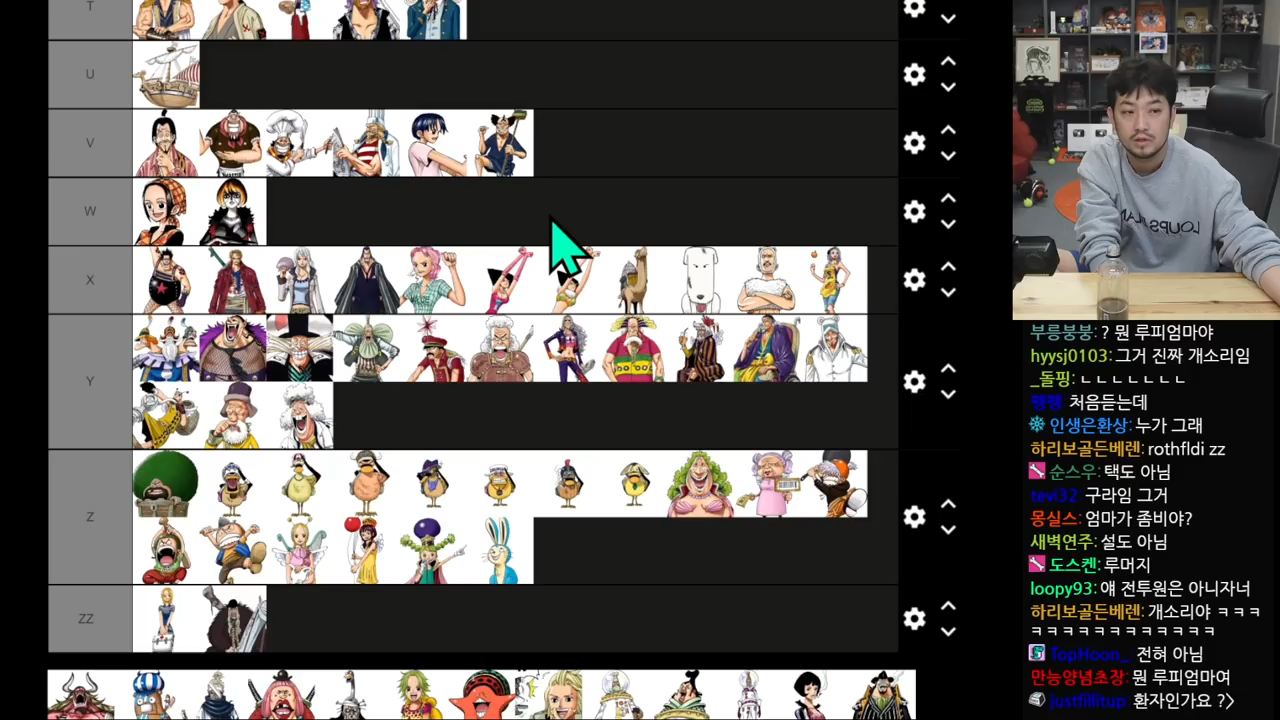 T
U
V
W
X
Y
Z
ZZ
부릉붕붕: ? 뭔 루피엄마야
hyysj0103: 그거 진짜 개소리임
_돌핑: ㄴㄴㄴㄴㄴㄴㄴ
처음듣는데
인생은환상: 누가 그래
하리보골든베렌: rothfldi zz
순스우: 택도 아님
tevi32: 구라임 그거
몽실스: 엄마가 좀비야?
새벽연주: 설도 아님
도스켄: 루머지
loopy93: 얘 전투원은 아니자너
하리보골든베렌: 개소리야 ㅋㅋㅋ
ㅋㅋㅋㅋㅋㅋㅋㅋㅋㅋㅋㅋ
TopHoon_ 전혀 아님
만능양념초장: 뭔 루피엄마여
justfillitup: 환자인가요 ?>